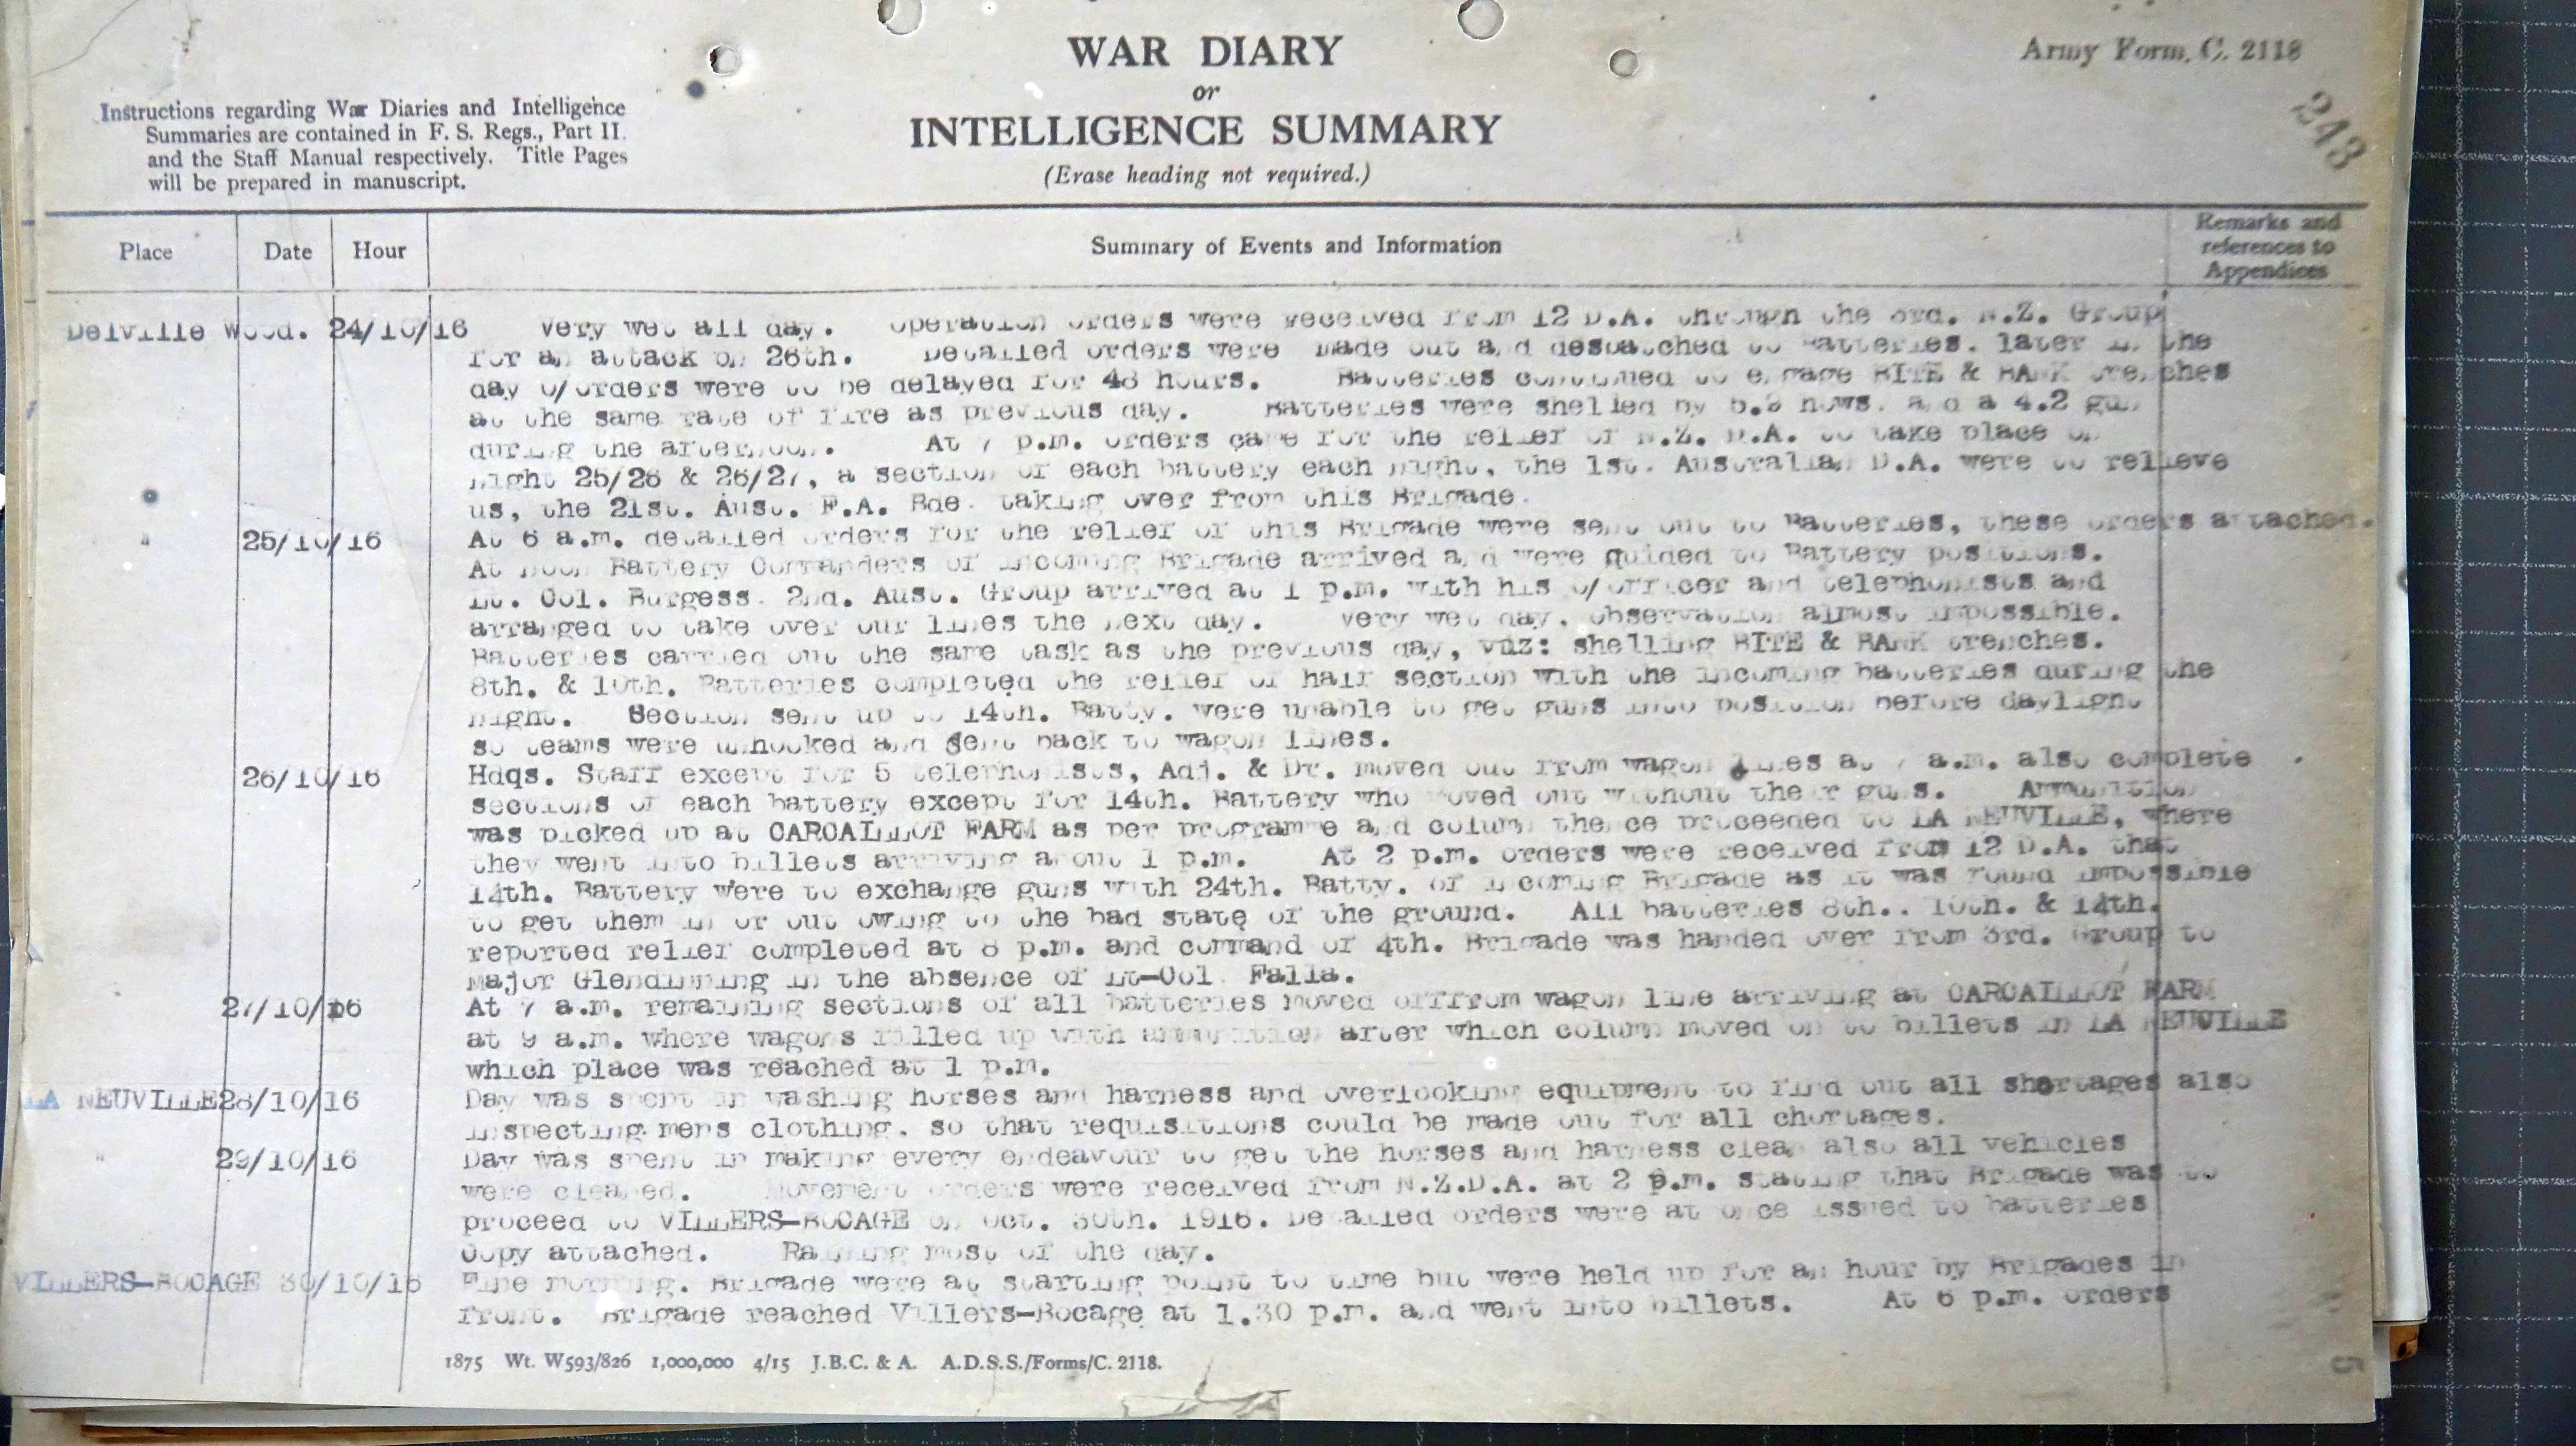 WAR DIARY
or
INTELLIGENCE SUMMARY
(Erase heading not required.)
Army Form, C. 2118
243
Instructions regarding War Diaries and Intelligence
Summaries are contained in F. S. Regs., Part II.
and the Staff Manual respectively. Title Pages
will be prepared in manuscript.
Place Date Hour Summary of Events and Information Remarks and references to Appendices
Delville Wood. 24/10/16 Very wet all day. Operation orders were received from 12 D.A. through the 3rd. N.Z. Group
for an attack on 26th. Detailed orders were made out and despatched to Batteries. later in the
day o/orders were to be delayed for 48 hours. Batteries continued to engage BITE & BANK trenches
at the same rate of fire as previous day. Batteries were shelled by 5.9 hows. and a 4.2 gun
during the afternoon. At 7 p.m. orders came for the relief of N.Z. D.A. to take place on
night 25/26 & 26/27, a section of each battery each night, the 1st. Australian D.A. were to relieve
us, the 21st. Aust. F.A. Bde. taking over from this Brigade.
" 25/10/16 At 6 a.m. detailed orders for the relief of this Brigade were sent out to Batteries, these orders attached.
At noon Battery Commanders of incoming Brigade arrived and were guided to Battery positions.
Lt. Col. Burgess. 2nd. Aust. Group arrived at 1 p.m. with his o/officer and telephonists and
arranged to take over our lines the next day. Very wet day, observation almost impossible.
Batteries carried out the same task as the previous day, viz: shelling BITE & BANK trenches.
8th. & 10th. Batteries completed the relief of half section with the incoming batteries during the
night. Section sent up to 14th. Batty. were unable to get guns into position before daylight
so teams were unhooked and sent back to wagon lines.
26/10/16 Hdqs. Staff except for 5 telephonists, Adj. & Dr. moved out from wagon lines at 7 a.m. also complete
sections of each battery except for 14th. Battery who moved out without their guns. Ammunition
was picked up at CARCAILLOT FARM as per programme and column thence proceeded to LA NEUVILLE, where
they went into billets arriving about 1 p.m. At 2 p.m. orders were received from 12 D.A. that
14th. Battery were to exchange guns with 24th. Batty. of incoming Brigade as it was found impossible
to get them in or out owing to the bad state of the ground. All batteries 8th.. 10th. & 14th.
reported relief completed at 8 p.m. and command of 4th. Brigade was handed over from 3rd. Group to
Major Glendinning in the absence of Lt-Col. Falla.
27/10/16 At 7 a.m. remaining sections of all batteries moved offfrom wagon line arriving at CARCAILLOT FARM
at 9 a.m. where wagons filled up with ammunition after which column moved on to billets in LA NEUVILLE
which place was reached at 1 p.m.
LA NEUVILLE28/10/16 Day was spent in washing horses and harness and overlooking equipment to find out all shortages also
inspecting mens clothing. so that requisitions could be made out for all chortages.
" 29/10/16 Day was spent in making every endeavour to get the horses and harness clean also all vehicles
were cleaned. Movement orders were received from N.Z.D.A. at 2 p.m. stating that Brigade was to
proceed to VILLERS-BOCAGE on Oct. 30th. 1916. Detailed orders were at once issued to batteries
Copy attached. Raining most of the day.
VILLERS-BOCAGE 30/10/16 Fine morning. Brigade were at starting point to time but were held up for an hour by Brigades in
front. Brigade reached Villers-Bocage at 1.30 p.m. and went into billets. At 6 p.m. orders
1875 Wt. W593/826 1,000,000 4/15 J.B.C. & A. A.D.S.S./Forms/C. 2118.